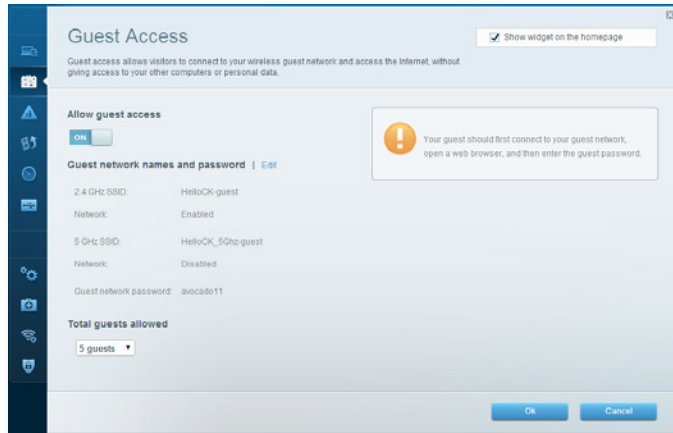 Guest Access
Show widget on the homepage
Guest access allows visitors to connect to your wireless guest network and access the Internet, without
giving access to your other computers or personal data.
Allow guest access
ON
Your guest should first connect to your guest network,
open a web browser, and then enter the guest password.
Guest network names and password | Edit
2.4 GHz SSID: HelloCK-guest
Network: Enabled
5 GHz SSID: HelloCK_5Ghz-guest
Network: Disabled
Guest network password: avocado11
Total guests allowed
5 guests
Ok Cancel